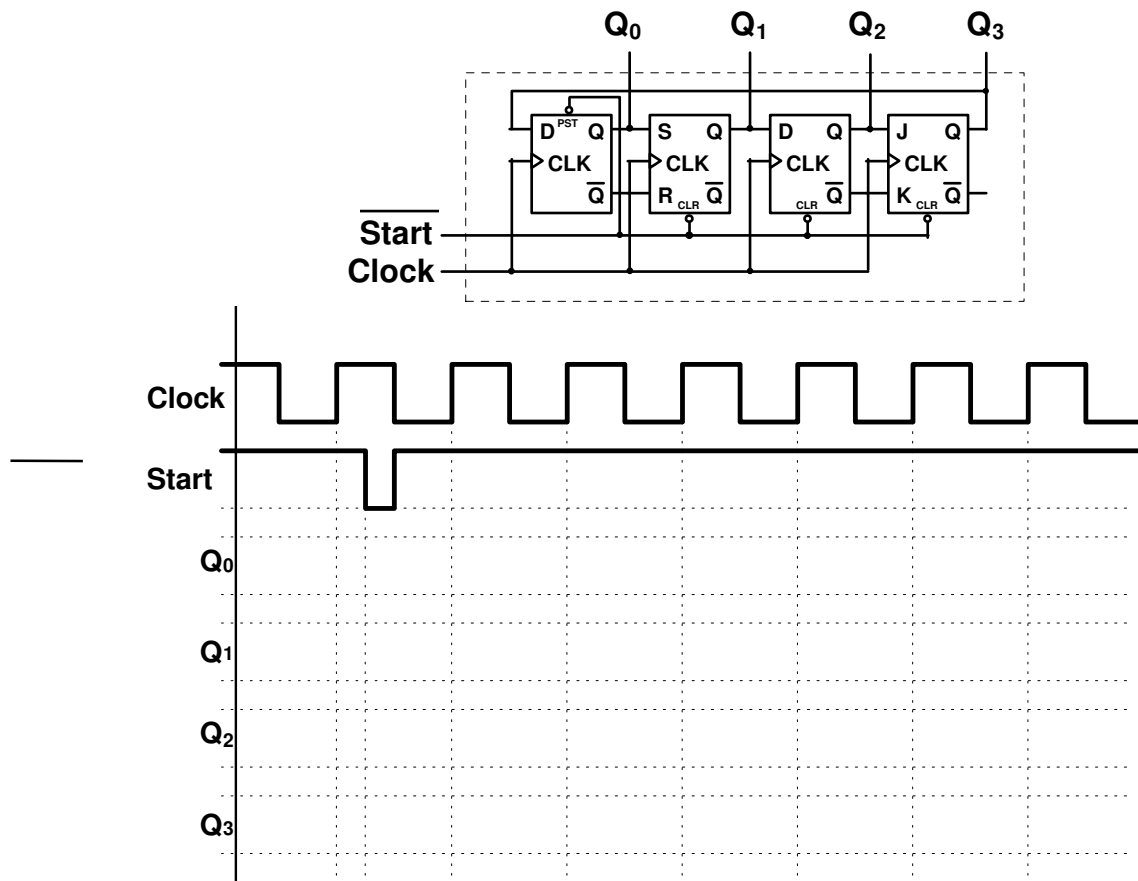 Q0 Q1 Q2 Q3
D PST Q S Q D Q J Q
CLK CLK CLK CLK
Q R CLR Q CLR Q K CLR Q
Start
Clock
Clock
Start
Q0
Q1
Q2
Q3